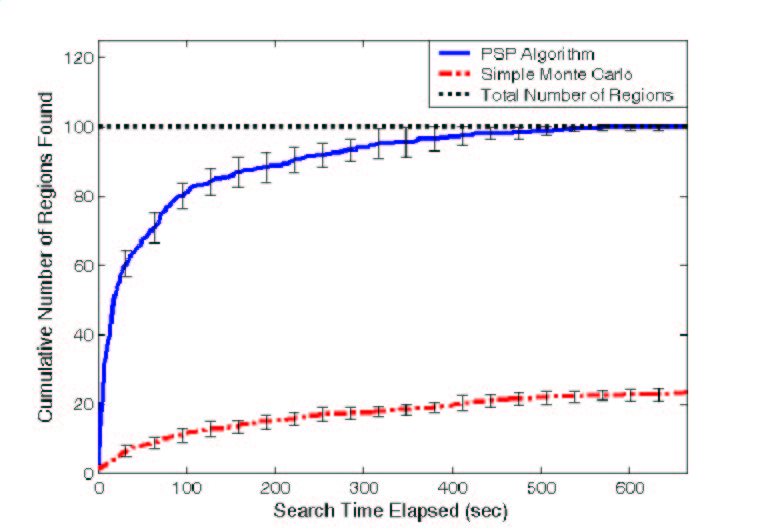 120
100
80
60
40
20
0
Cumulative Number of Regions Found
PSP Algorithm
Simple Monte Carlo
Total Number of Regions
0 100 200 300 400 500 600
Search Time Elapsed (sec)